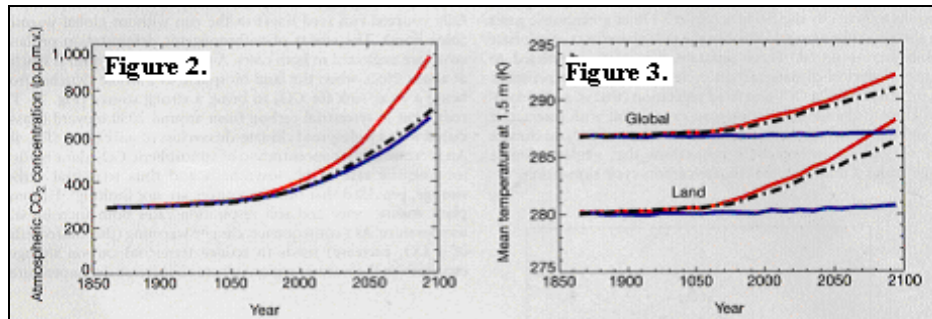 Figure 2.
Atmospheric CO2 concentration (p.p.m.v.)
1,000
800
600
400
200
0
1850
1900
1050
2000
2050
2100
Year
Figure 3.
Mean temperature at 1.5 m (K)
295
290
285
280
275
Global
Land
1850
1900
1050
2000
2050
2100
Year